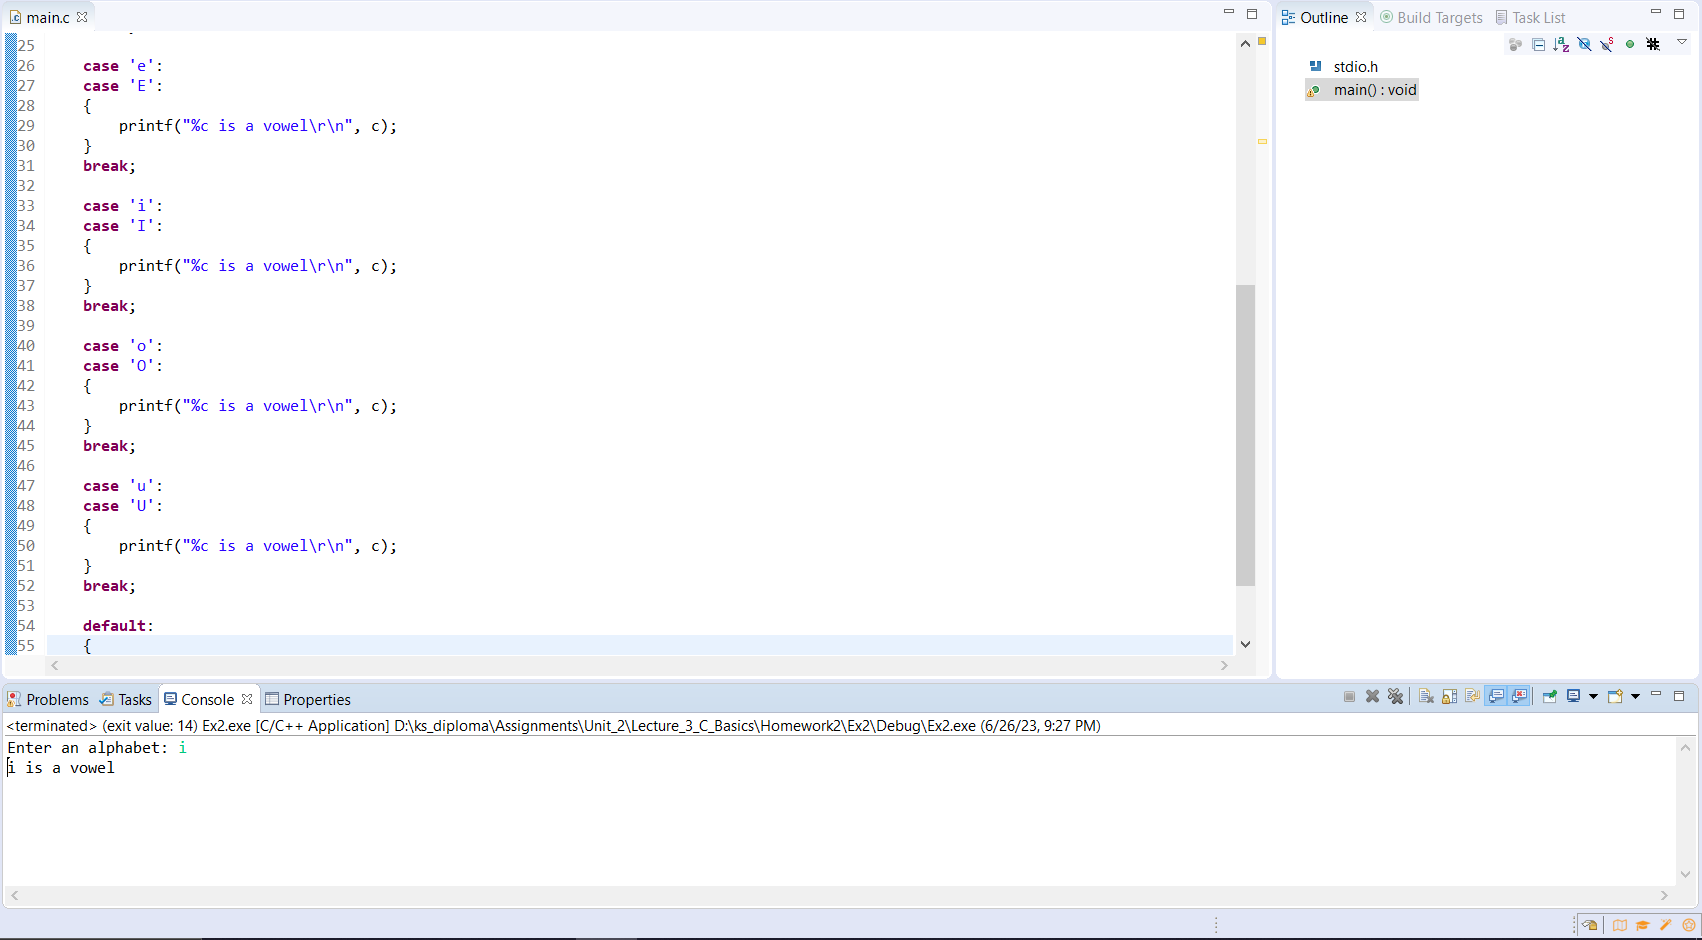 main.c
Outline Build Targets Task List
stdio.h
main() : void
25
26     case 'e':
27     case 'E':
28     {
29         printf("%c is a vowel\r\n", c);
30     }
31     break;
32
33     case 'i':
34     case 'I':
35     {
36         printf("%c is a vowel\r\n", c);
37     }
38     break;
39
40     case 'o':
41     case 'O':
42     {
43         printf("%c is a vowel\r\n", c);
44     }
45     break;
46
47     case 'u':
48     case 'U':
49     {
50         printf("%c is a vowel\r\n", c);
51     }
52     break;
53
54     default:
55     {
Problems Tasks Console Properties
<terminated> (exit value: 14) Ex2.exe [C/C++ Application] D:\ks_diploma\Assignments\Unit_2\Lecture_3_C_Basics\Homework2\Ex2\Debug\Ex2.exe (6/26/23, 9:27 PM)
Enter an alphabet: i
i is a vowel